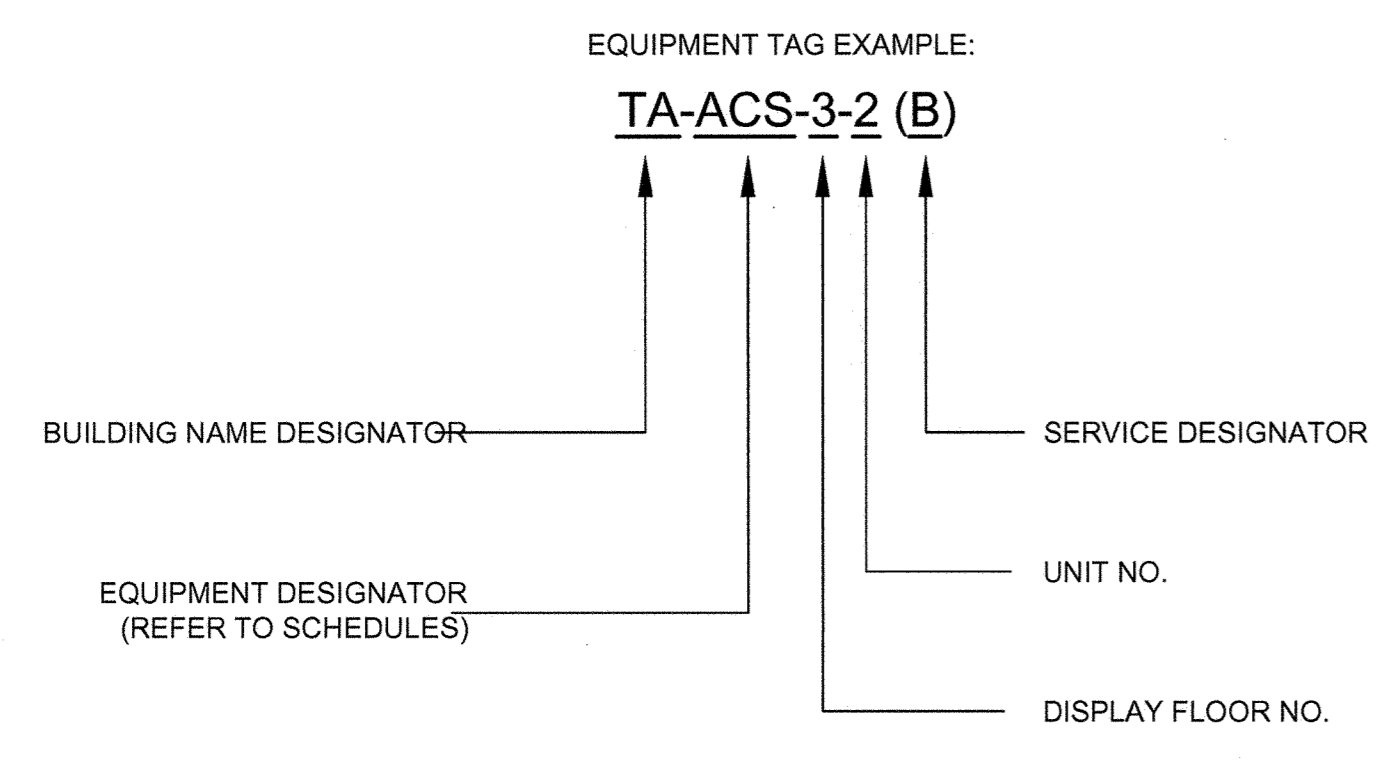 EQUIPMENT TAG EXAMPLE:
TA-ACS-3-2 (B)
BUILDING NAME DESIGNATOR
SERVICE DESIGNATOR
EQUIPMENT DESIGNATOR
(REFER TO SCHEDULES)
UNIT NO.
DISPLAY FLOOR NO.